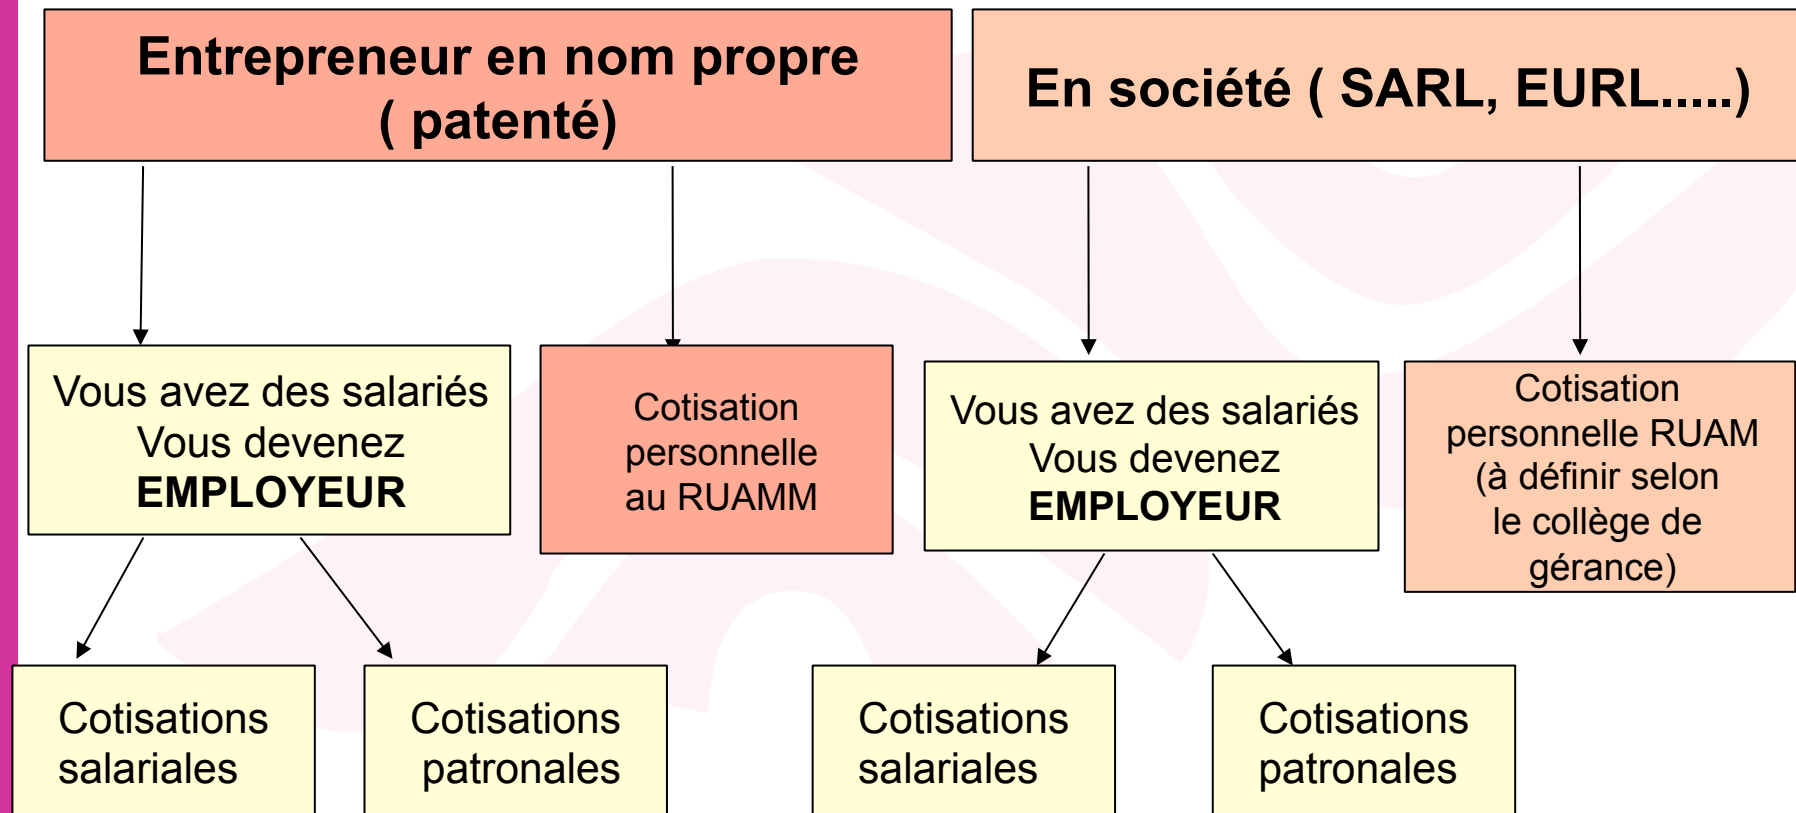 Entrepreneur en nom propre
( patenté)
En société ( SARL, EURL.....)
Vous avez des salariés
Vous devenez
EMPLOYEUR
Cotisation
personnelle
au RUAMM
Vous avez des salariés
Vous devenez
EMPLOYEUR
Cotisation
personnelle RUAM
(à définir selon
le collège de
gérance)
Cotisations
salariales
Cotisations
patronales
Cotisations
salariales
Cotisations
patronales